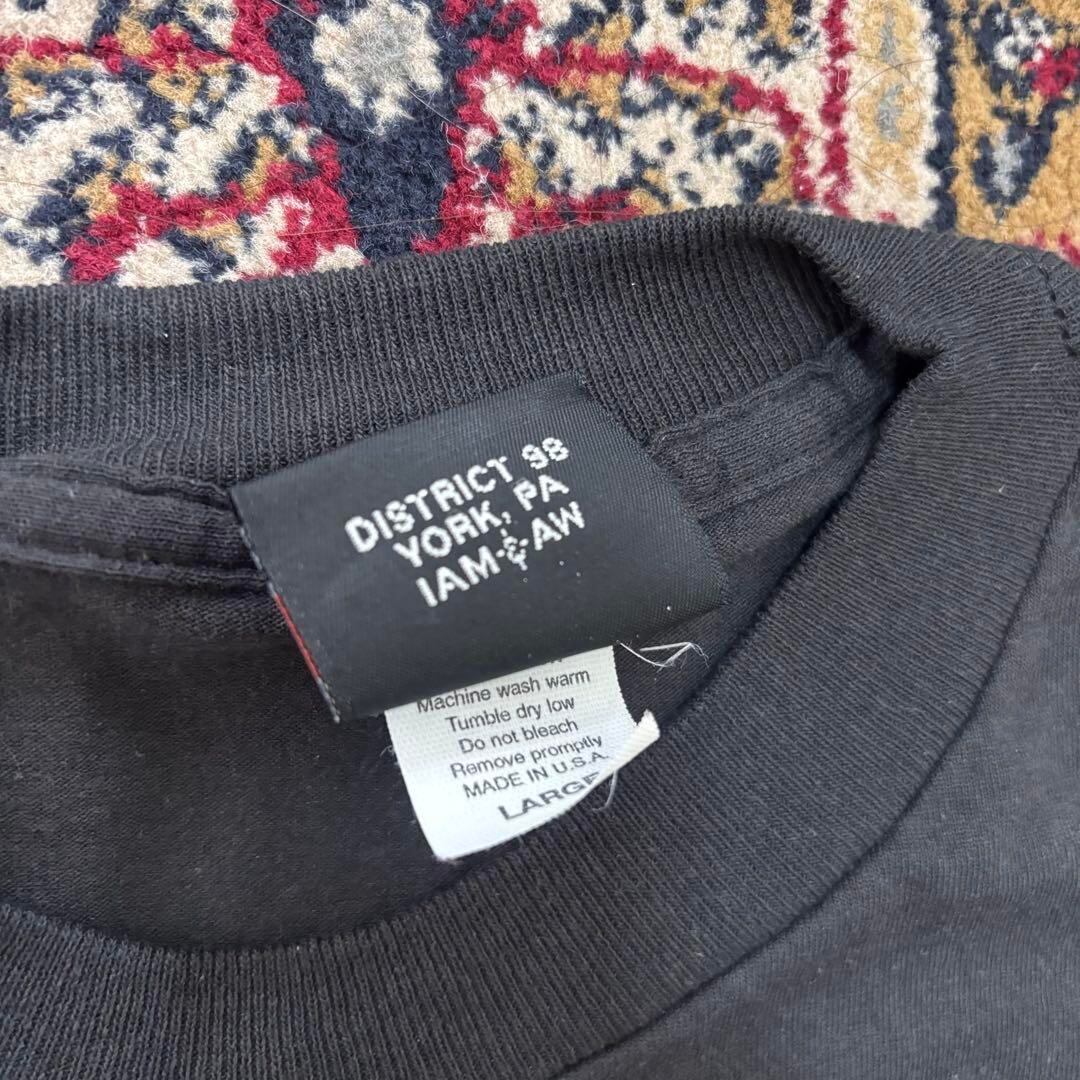 DISTRICT 98
YORK, PA
IAM & AW
Machine wash warm
Tumble dry low
Do not bleach
Remove promptly
MADE IN U.S.A.
LARGE